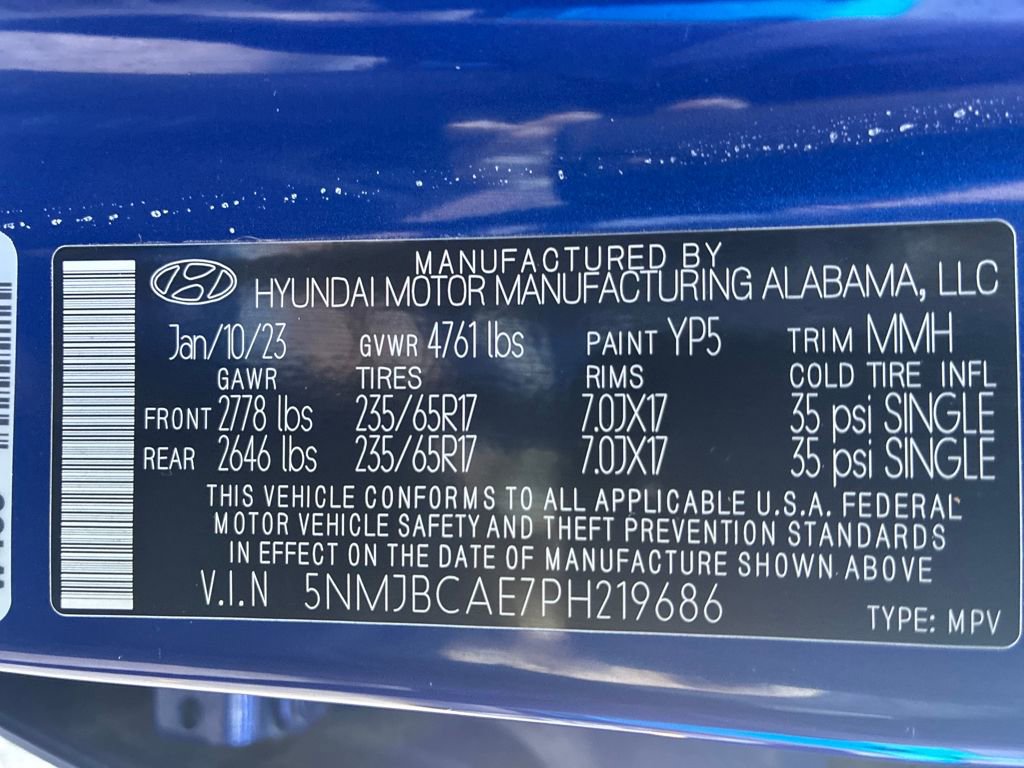 MANUFACTURED BY
HYUNDAI MOTOR MANUFACTURING ALABAMA, LLC
Jan/10/23 GVWR 4761 lbs PAINT YP5 TRIM MMH
GAWR TIRES RIMS COLD TIRE INFL
FRONT 2778 lbs 235/65R17 7.0JX17 35 psi SINGLE
REAR 2646 lbs 235/65R17 7.0JX17 35 psi SINGLE
THIS VEHICLE CONFORMS TO ALL APPLICABLE U.S.A. FEDERAL
MOTOR VEHICLE SAFETY AND THEFT PREVENTION STANDARDS
IN EFFECT ON THE DATE OF MANUFACTURE SHOWN ABOVE
V.I.N 5NMJBCAE7PH219686
TYPE: MPV